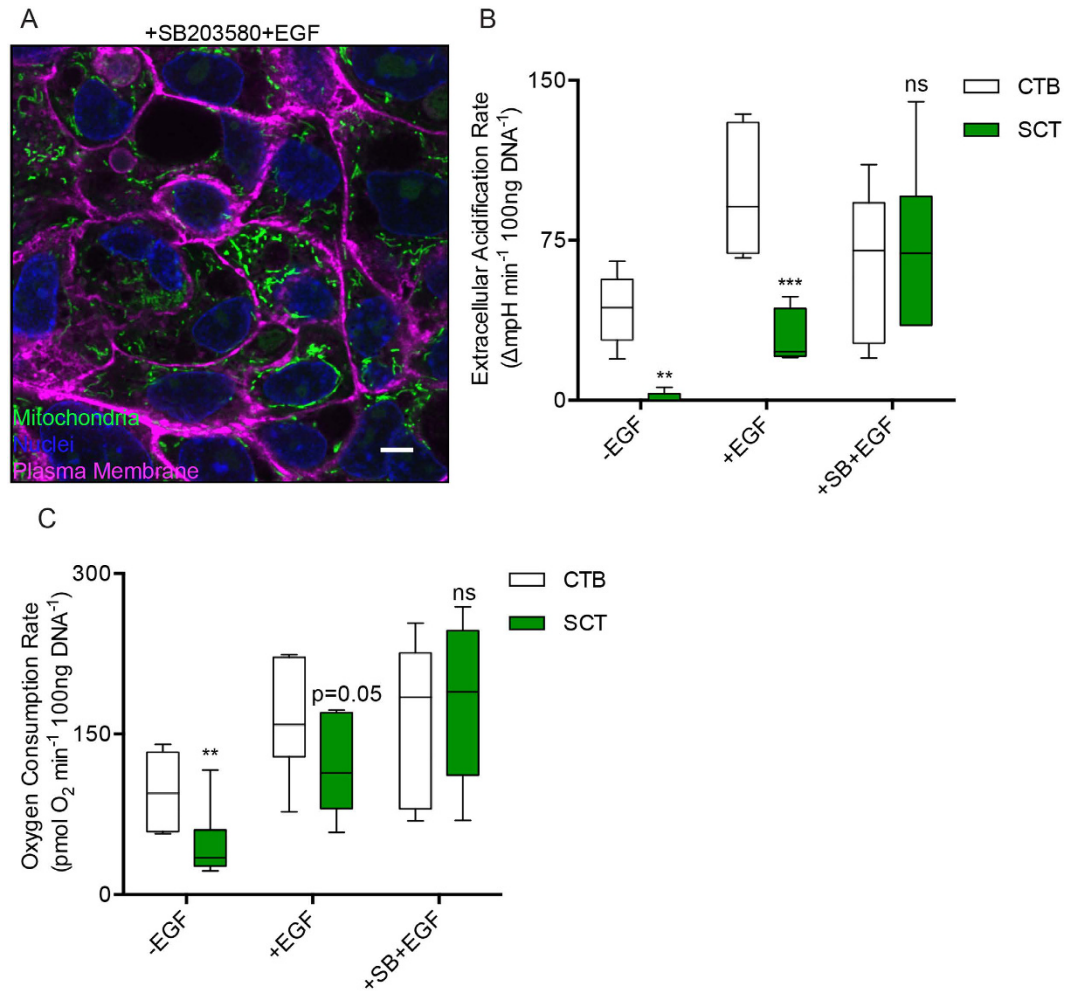 A
+SB203580+EGF
Mitochondria
Nuclei
Plasma Membrane
B
150
75
0
Extracellular Acidification Rate
(ΔmpH min⁻¹ 100ng DNA⁻¹)
**
***
ns
-EGF
+EGF
+SB+EGF
CTB
SCT
C
300
150
0
Oxygen Consumption Rate
(pmol O₂ min⁻¹ 100ng DNA⁻¹)
**
p=0.05
ns
-EGF
+EGF
+SB+EGF
CTB
SCT